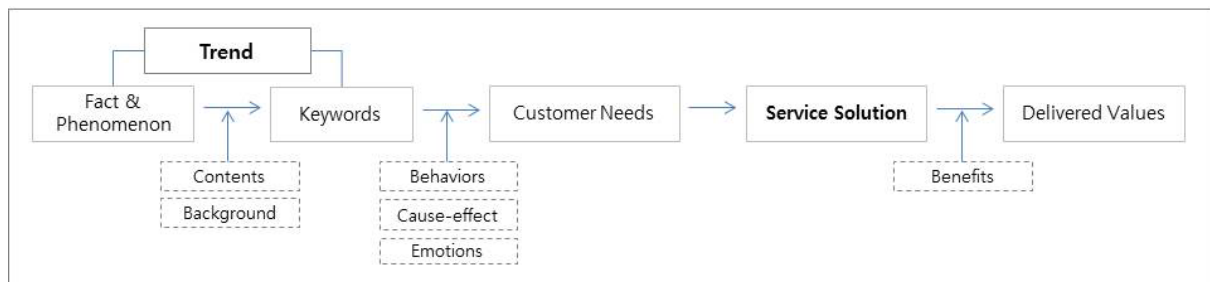 Trend
Fact &
Phenomenon
Keywords
Customer Needs
Service Solution
Delivered Values
Contents
Background
Behaviors
Cause-effect
Emotions
Benefits